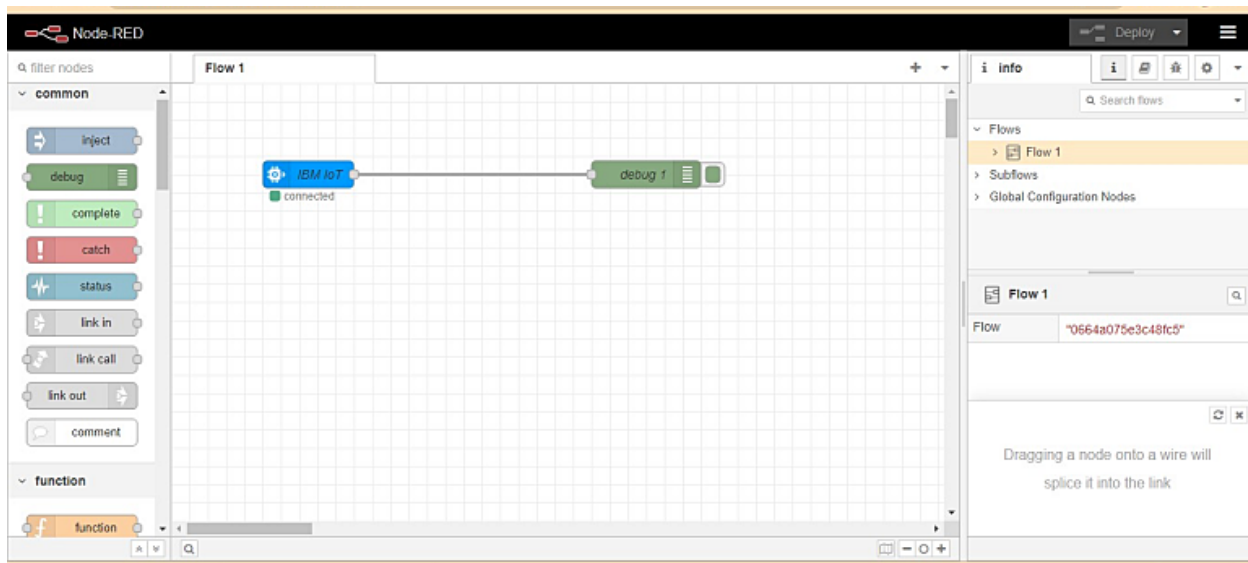 Node-RED
Deploy
filter nodes
Flow 1
i info
i
common
Search flows
inject
Flows
Flow 1
debug
IBM IoT
debug 1
Subflows
connected
Global Configuration Nodes
complete
catch
status
Flow 1
link in
Flow
"0664a075e3c48fc5"
link call
link out
comment
Dragging a node onto a wire will
splice it into the link
function
function